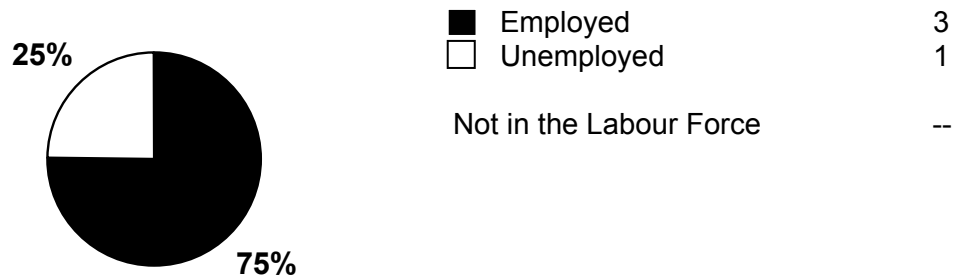 25%
75%
Employed 3
Unemployed 1
Not in the Labour Force --